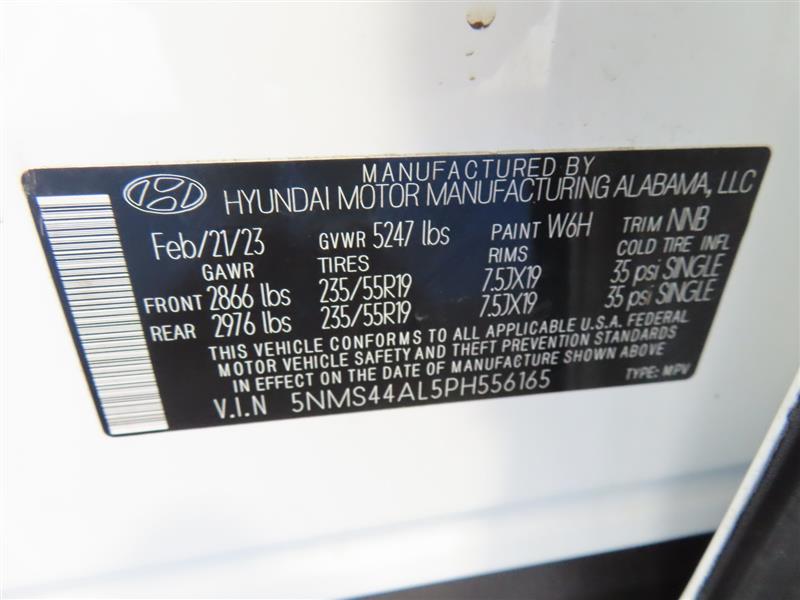 MANUFACTURED BY
HYUNDAI MOTOR MANUFACTURING ALABAMA, LLC
Feb/21/23 GVWR 5247 lbs PAINT W6H TRIM NNB
GAWR TIRES RIMS COLD TIRE INFL
FRONT 2866 lbs 235/55R19 7.5JX19 35 psi SINGLE
REAR 2976 lbs 235/55R19 7.5JX19 35 psi SINGLE
THIS VEHICLE CONFORMS TO ALL APPLICABLE U.S.A. FEDERAL
MOTOR VEHICLE SAFETY AND THEFT PREVENTION STANDARDS
IN EFFECT ON THE DATE OF MANUFACTURE SHOWN ABOVE.
V.I.N 5NMS44AL5PH556165 TYPE: MPV